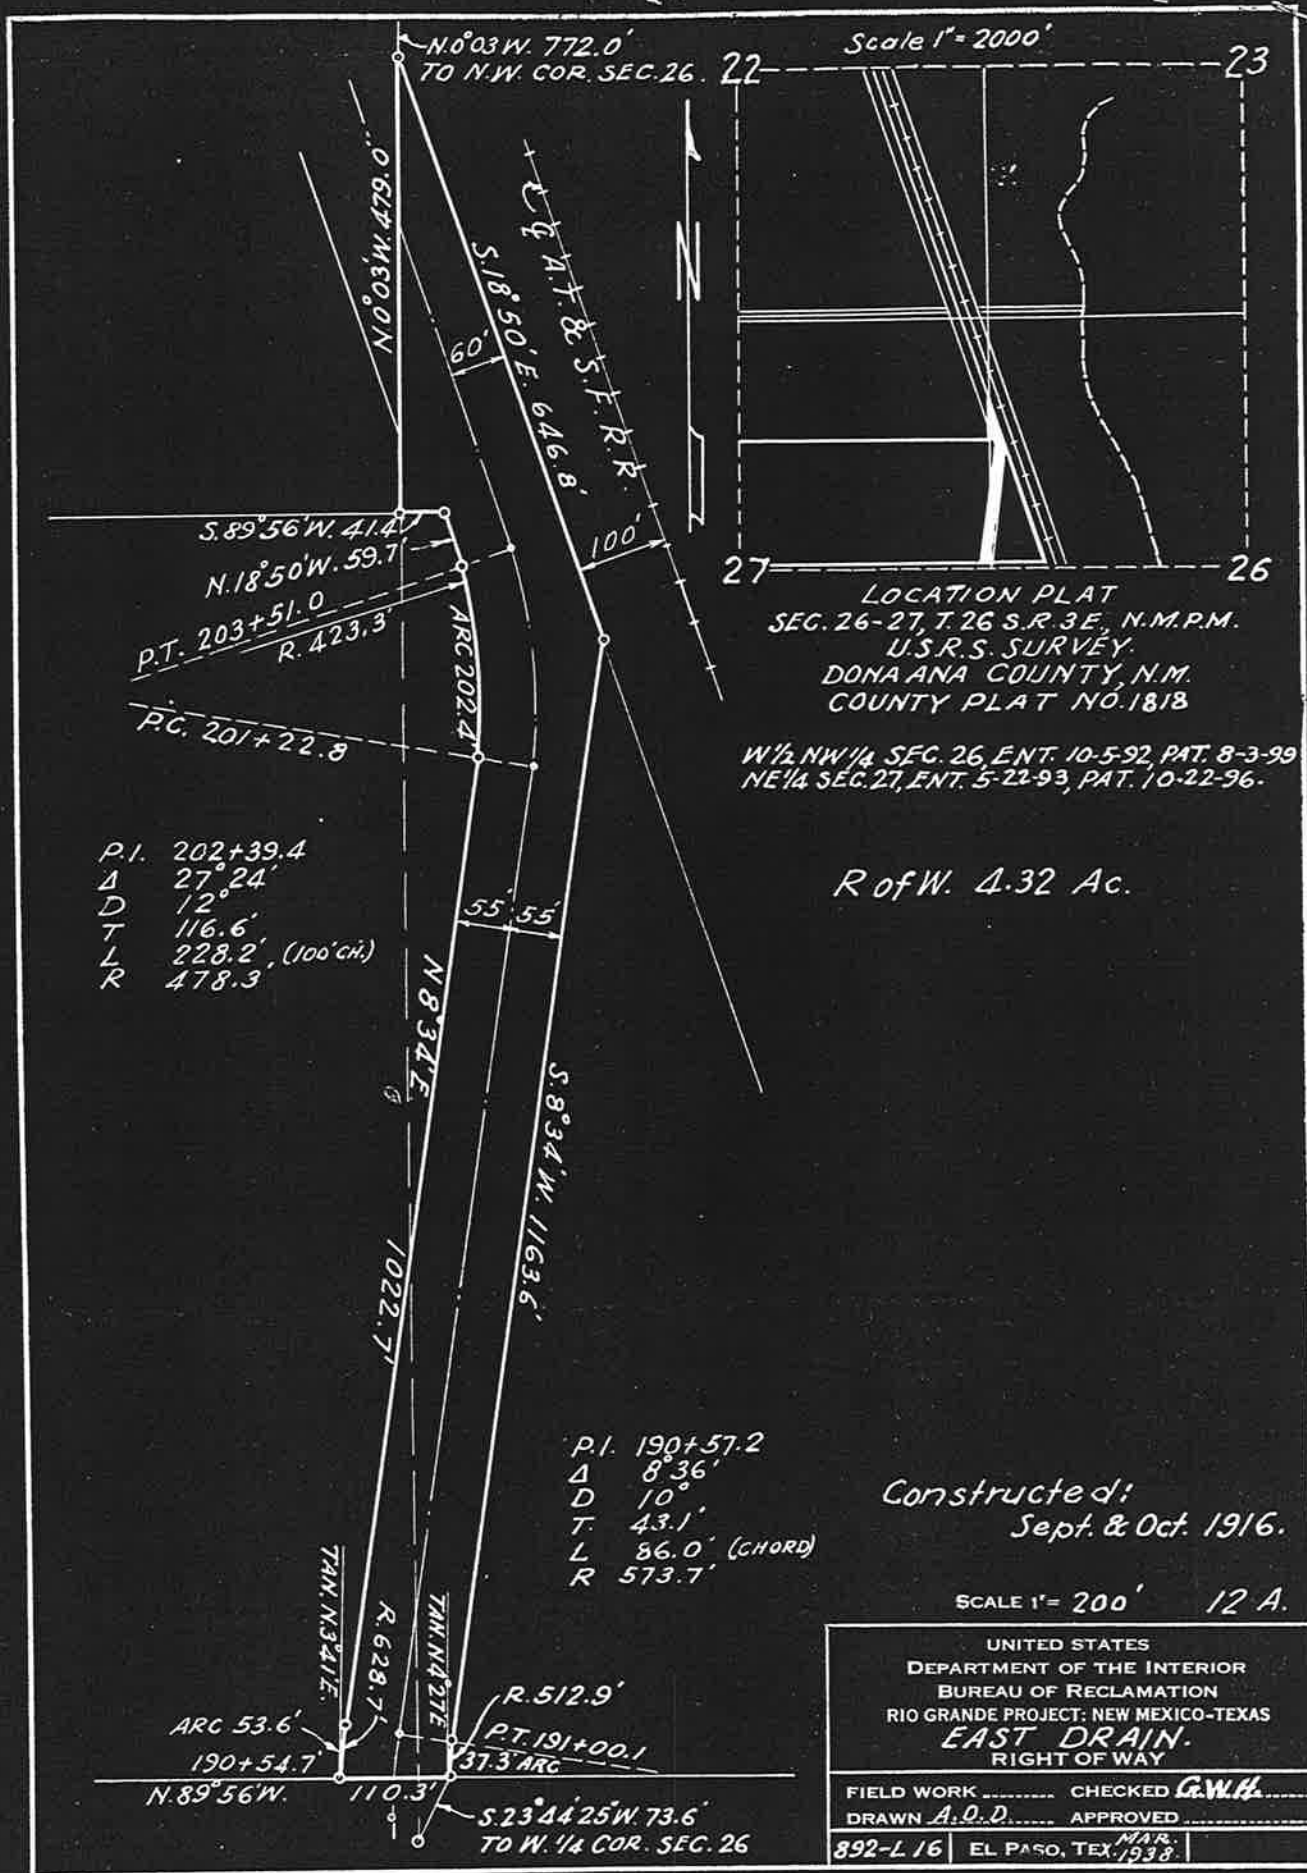 N.0°03'W. 772.0'
TO N.W. COR. SEC. 26.
Scale 1"= 2000'
22
23
N
27
26
LOCATION PLAT
SEC. 26-27, T. 26 S. R. 3E, N.M.P.M.
U.S.R.S. SURVEY.
DONA ANA COUNTY, N.M.
COUNTY PLAT NO. 1818
W½ NW¼ SEC. 26, ENT. 10-5-92, PAT. 8-3-99
NE¼ SEC. 27, ENT. 5-22-93, PAT. 10-22-96.
R of W. 4.32 Ac.
N0°03'W. 479.0'
S.18°50'E. 646.8'
A.T. & S.F. R.R.
60'
100'
S.89°56'W. 41.4'
N.18°50'W. 59.7'
P.T. 203+51.0
R. 423.3'
ARC 202.4'
P.C. 201+22.8
P.I. 202+39.4
Δ 27°24'
D 12°
T 116.6'
L 228.2', (100' CH.)
R 478.3'
55' 55'
N8°34'E
1022.7'
S.8°34'W. 1163.6'
P.I. 190+57.2
Δ 8°36'
D 10°
T. 43.1'
L 86.0' (CHORD)
R 573.7'
TAN. N.3°41'E.
R. 628.7'
TAN. N4°27'E
R. 512.9'
P.T. 191+00.1
37.3' ARC
ARC 53.6'
190+54.7
N. 89°56'W. 110.3'
S.23°44'25"W. 73.6'
TO W. ¼ COR. SEC. 26
Constructed:
Sept. & Oct. 1916.
SCALE 1"= 200' 12 A.
UNITED STATES
DEPARTMENT OF THE INTERIOR
BUREAU OF RECLAMATION
RIO GRANDE PROJECT: NEW MEXICO-TEXAS
EAST DRAIN.
RIGHT OF WAY
FIELD WORK CHECKED G.W.H.
DRAWN A.O.D. APPROVED
892-L 16 EL PASO, TEX. MAR. 1938.